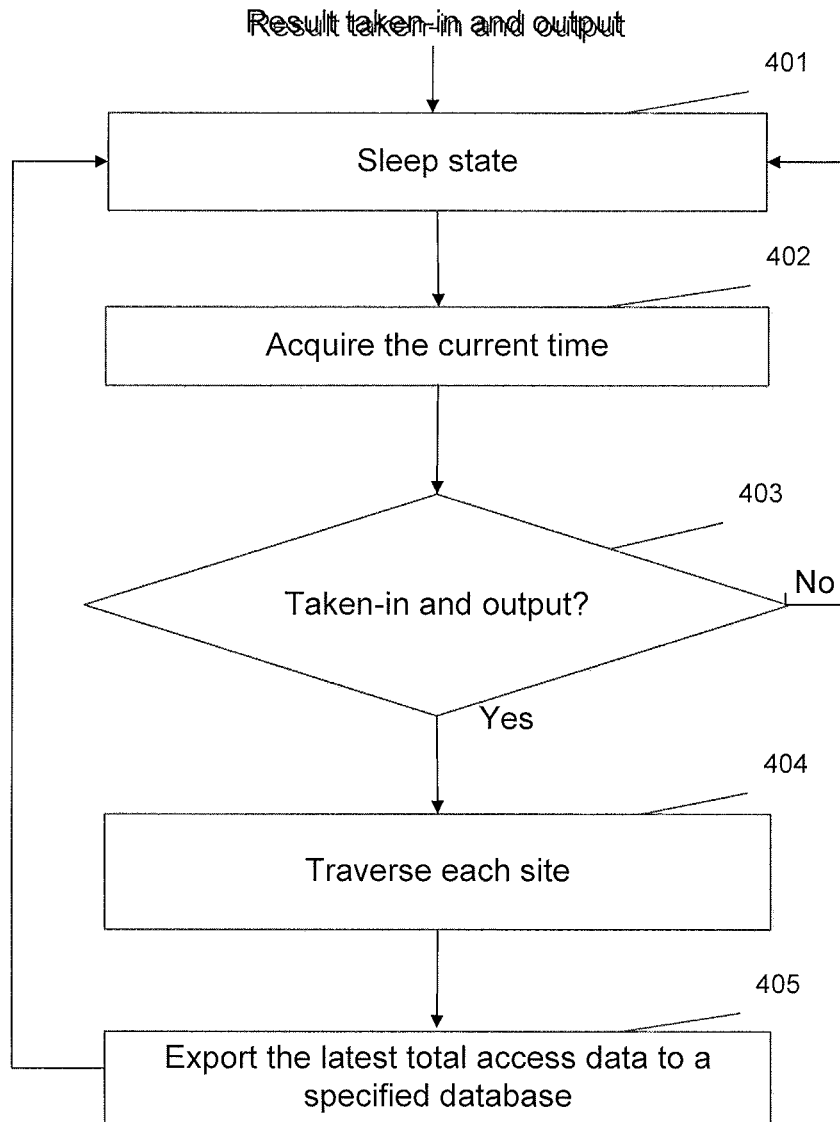 Result taken-in and output
401
Sleep state
402
Acquire the current time
403
Taken-in and output?
No
Yes
404
Traverse each site
405
Export the latest total access data to a
specified database